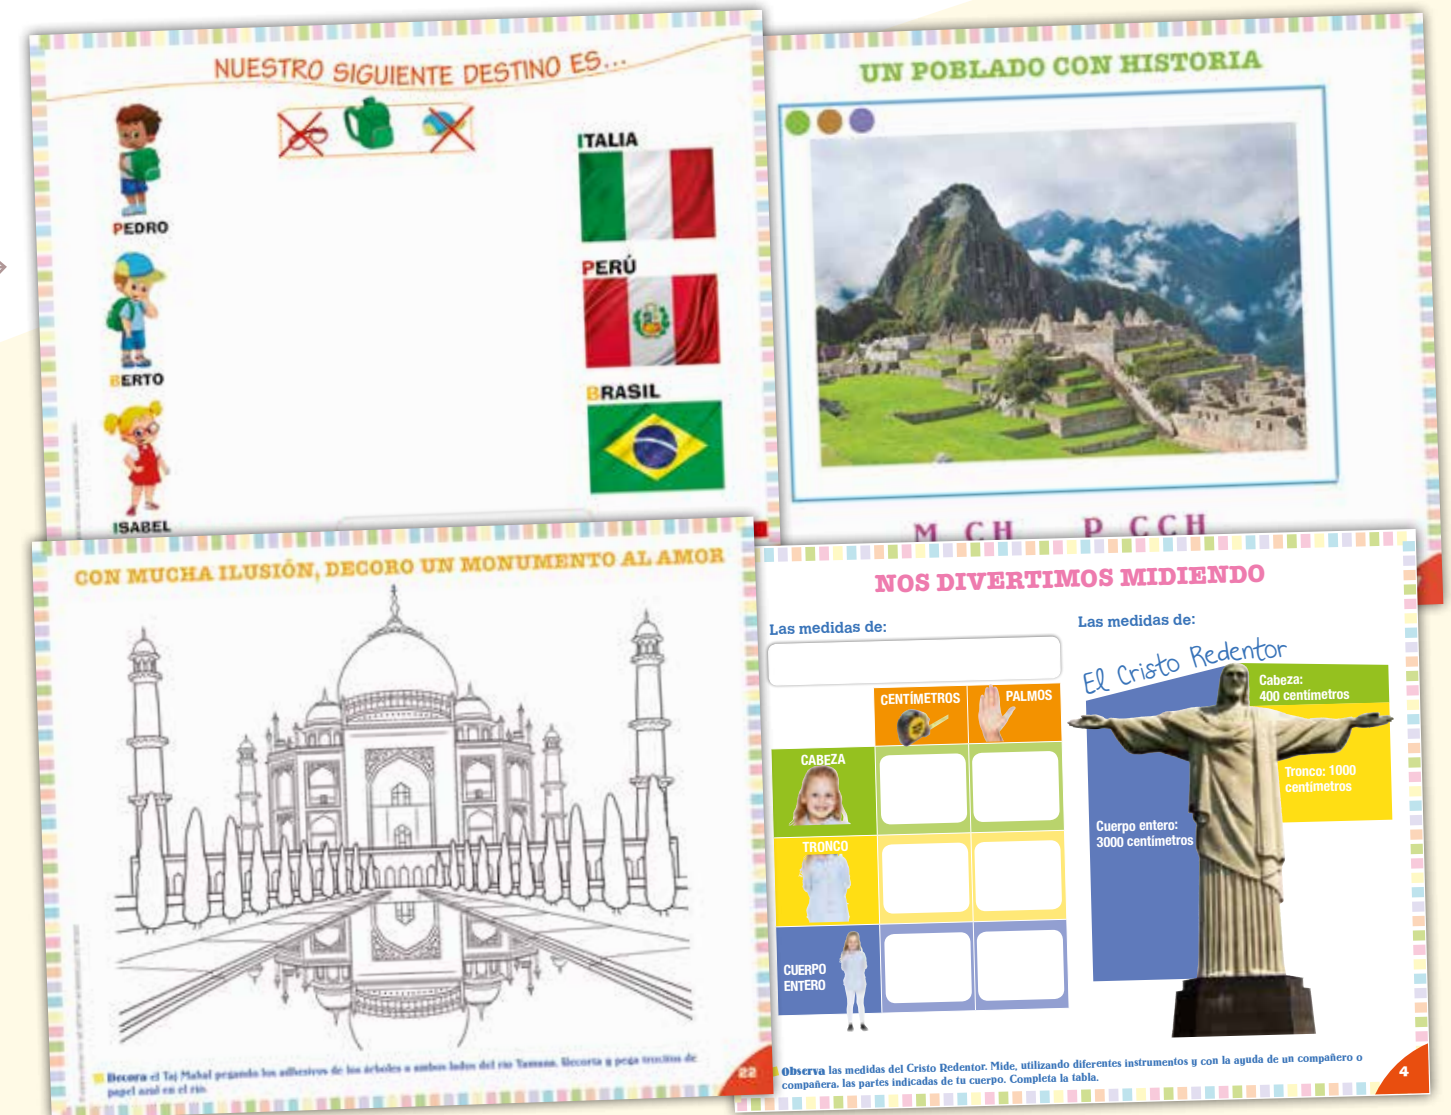 NUESTRO SIGUIENTE DESTINO ES...
PEDRO
BERTO
ISABEL
ITALIA
PERÚ
BRASIL
UN POBLADO CON HISTORIA
M CH P CCH
CON MUCHA ILUSIÓN, DECORO UN MONUMENTO AL AMOR
Decora el Taj Mahal pegando los adhesivos de los árboles a ambos lados del río Yamuna. Recorta y pega trocitos de
papel azul en el río.
22
NOS DIVERTIMOS MIDIENDO
Las medidas de:
CENTÍMETROS
PALMOS
CABEZA
TRONCO
CUERPO
ENTERO
Las medidas de:
El Cristo Redentor
Cabeza:
400 centímetros
Tronco: 1000
centímetros
Cuerpo entero:
3000 centímetros
Observa las medidas del Cristo Redentor. Mide, utilizando diferentes instrumentos y con la ayuda de un compañero o
compañera, las partes indicadas de tu cuerpo. Completa la tabla.
4